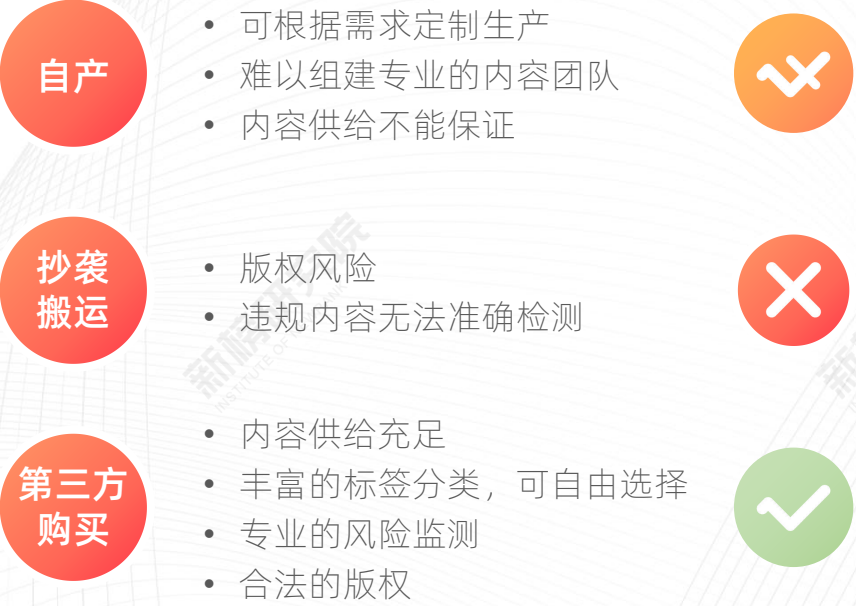 自产
• 可根据需求定制生产
• 难以组建专业的内容团队
• 内容供给不能保证
抄袭
搬运
• 版权风险
• 违规内容无法准确检测
第三方
购买
• 内容供给充足
• 丰富的标签分类，可自由选择
• 专业的风险监测
• 合法的版权